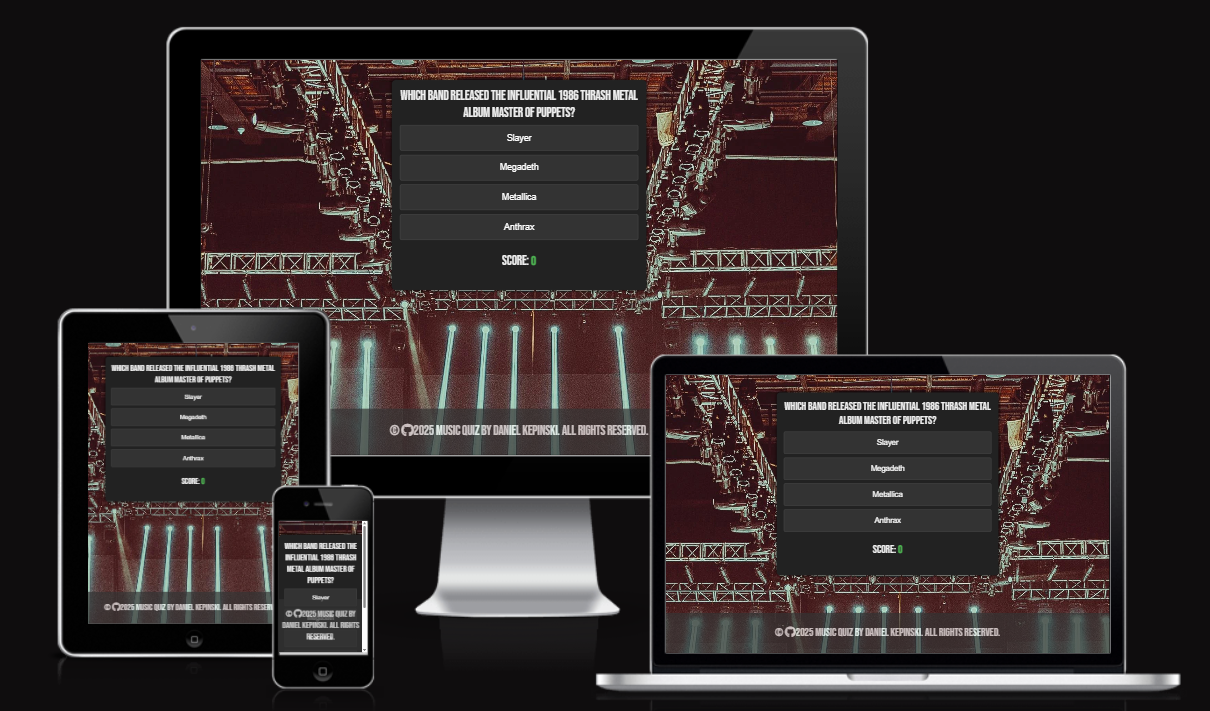 WHICH BAND RELEASED THE INFLUENTIAL 1986 THRASH METAL
ALBUM MASTER OF PUPPETS?
Slayer
Megadeth
Metallica
Anthrax
SCORE: 0
© 2025 MUSIC QUIZ BY DANIEL KEPINSKI. ALL RIGHTS RESERVED.
WHICH BAND RELEASED THE INFLUENTIAL 1986 THRASH METAL
ALBUM MASTER OF PUPPETS?
Slayer
Megadeth
Metallica
Anthrax
SCORE: 0
© 2025 MUSIC QUIZ BY DANIEL KEPINSKI. ALL RIGHTS RESER
WHICH BAND RELEASED THE
INFLUENTIAL 1986 THRASH
METAL ALBUM MASTER OF
PUPPETS?
Slayer
© 2025 MUSIC QUIZ BY
DANIEL KEPINSKI. ALL RIGHTS
RESERVED.
WHICH BAND RELEASED THE INFLUENTIAL 1986 THRASH METAL
ALBUM MASTER OF PUPPETS?
Slayer
Megadeth
Metallica
Anthrax
SCORE: 0
© 2025 MUSIC QUIZ BY DANIEL KEPINSKI. ALL RIGHTS RESERVED.